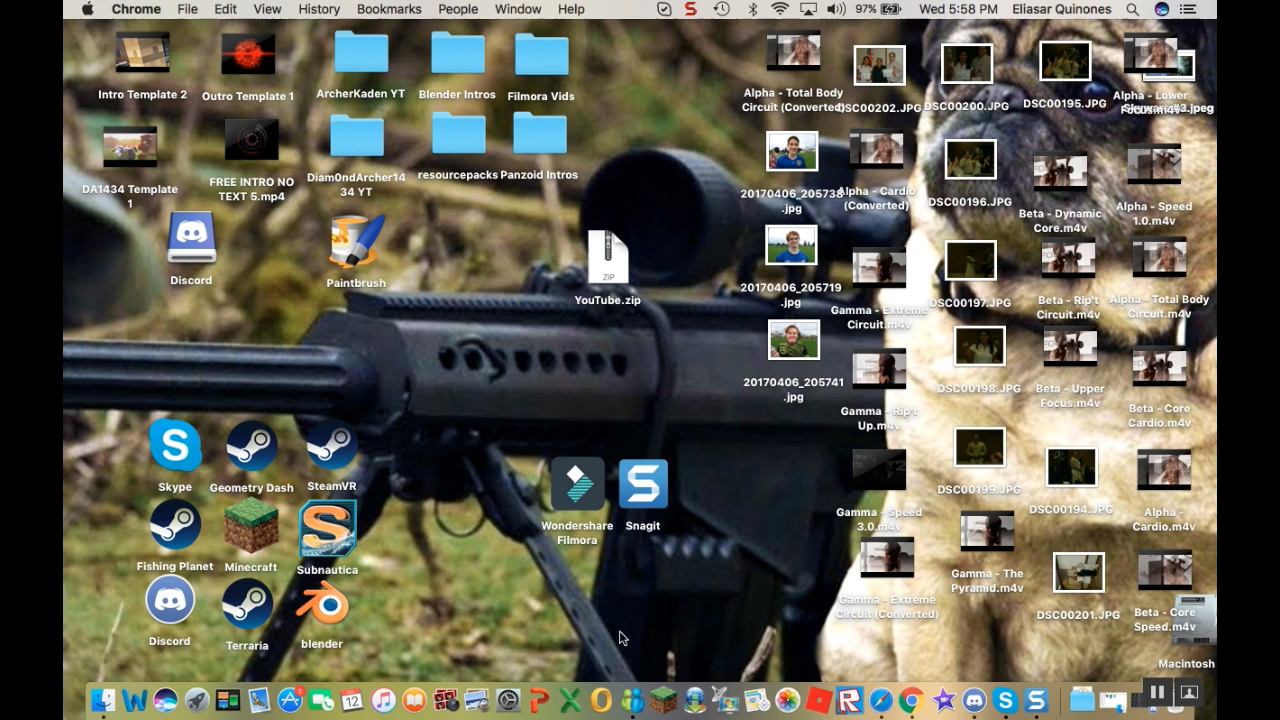 Chrome File Edit View History Bookmarks People Window Help 97% Wed 5:58 PM Eliasar Quinones
Intro Template 2
Outro Template 1
ArcherKaden YT
Blender Intros
Filmora Vids
DA1434 Template
1
FREE INTRO NO
TEXT 5.mp4
Diam0ndArcher14
34 YT
resourcepacks
Panzoid Intros
Discord
Paintbrush
YouTube.zip
ZIP
Skype
Geometry Dash
SteamVR
Fishing Planet
Minecraft
Subnautica
Discord
Terraria
blender
Wondershare
Filmora
Snagit
Alpha - Total Body
Circuit (Converted)
DSC00202.JPG
DSC00200.JPG
DSC00195.JPG
Alpha - Lower
Focus.m4v
20170406_205738
.jpg
Alpha - Cardio
(Converted)
DSC00196.JPG
Beta - Dynamic
Core.m4v
Alpha - Speed
1.0.m4v
20170406_205719
.jpg
Gamma - Extreme
Circuit.m4v
DSC00197.JPG
Beta - Rip't
Circuit.m4v
Alpha - Total Body
Circuit.m4v
20170406_205741
.jpg
Gamma - Rip't
Up.m4v
DSC00198.JPG
Beta - Upper
Focus.m4v
Beta - Core
Cardio.m4v
Gamma - Speed
3.0.m4v
DSC00199.JPG
DSC00194.JPG
Alpha -
Cardio.m4v
Gamma - Extreme
Circuit (Converted)
Gamma - The
Pyramid.m4v
DSC00201.JPG
Beta - Core
Speed.m4v
Macintosh